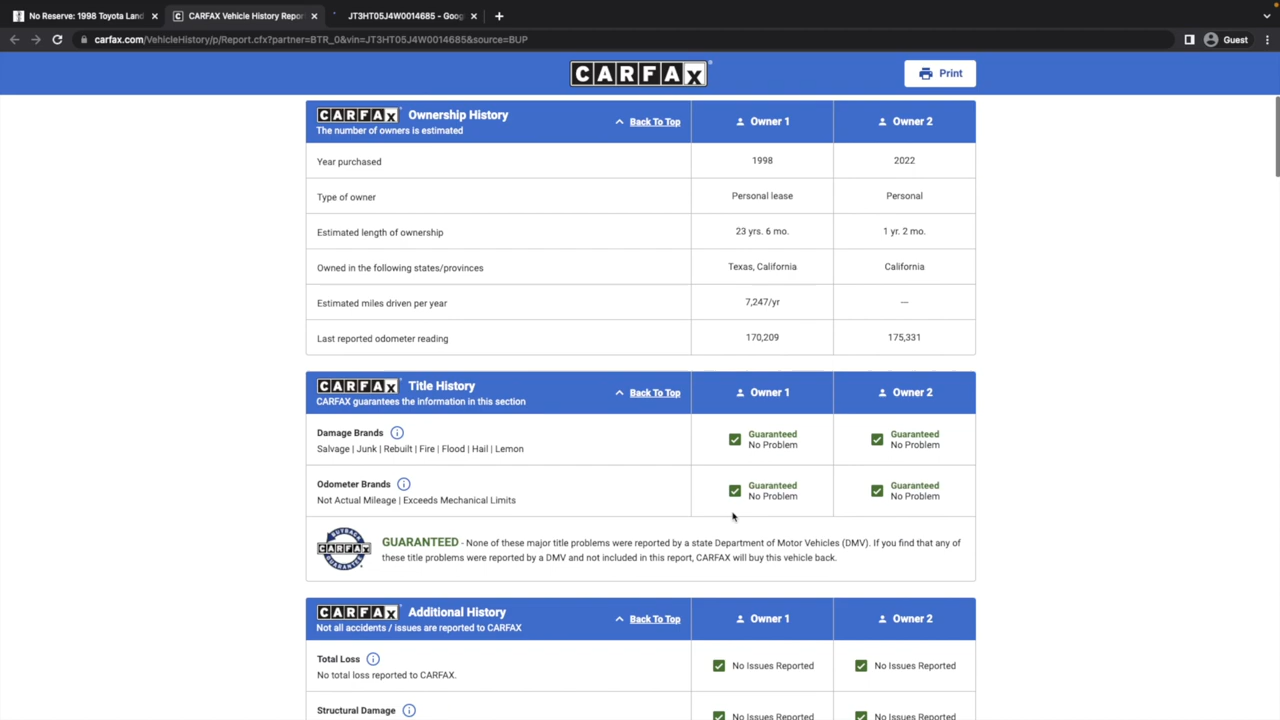 No Reserve: 1998 Toyota Land
CARFAX Vehicle History Repor
JT3HT05J4W0014685 - Goog
carfax.com/VehicleHistory/p/Report.cfx?partner=BTR_0&vin=JT3HT05J4W0014685&source=BUP
Guest
CARFAX
Print
CARFAX Ownership History
The number of owners is estimated
Back To Top
Owner 1
Owner 2
Year purchased 1998 2022
Type of owner Personal lease Personal
Estimated length of ownership 23 yrs. 6 mo. 1 yr. 2 mo.
Owned in the following states/provinces Texas, California California
Estimated miles driven per year 7,247/yr ---
Last reported odometer reading 170,209 175,331
CARFAX Title History
CARFAX guarantees the information in this section
Back To Top
Owner 1
Owner 2
Damage Brands
Salvage | Junk | Rebuilt | Fire | Flood | Hail | Lemon
Guaranteed
No Problem
Guaranteed
No Problem
Odometer Brands
Not Actual Mileage | Exceeds Mechanical Limits
Guaranteed
No Problem
Guaranteed
No Problem
CARFAX
GUARANTEED - None of these major title problems were reported by a state Department of Motor Vehicles (DMV). If you find that any of
these title problems were reported by a DMV and not included in this report, CARFAX will buy this vehicle back.
CARFAX Additional History
Not all accidents / issues are reported to CARFAX
Back To Top
Owner 1
Owner 2
Total Loss
No total loss reported to CARFAX.
No Issues Reported
No Issues Reported
Structural Damage
No Issues Reported
No Issues Reported